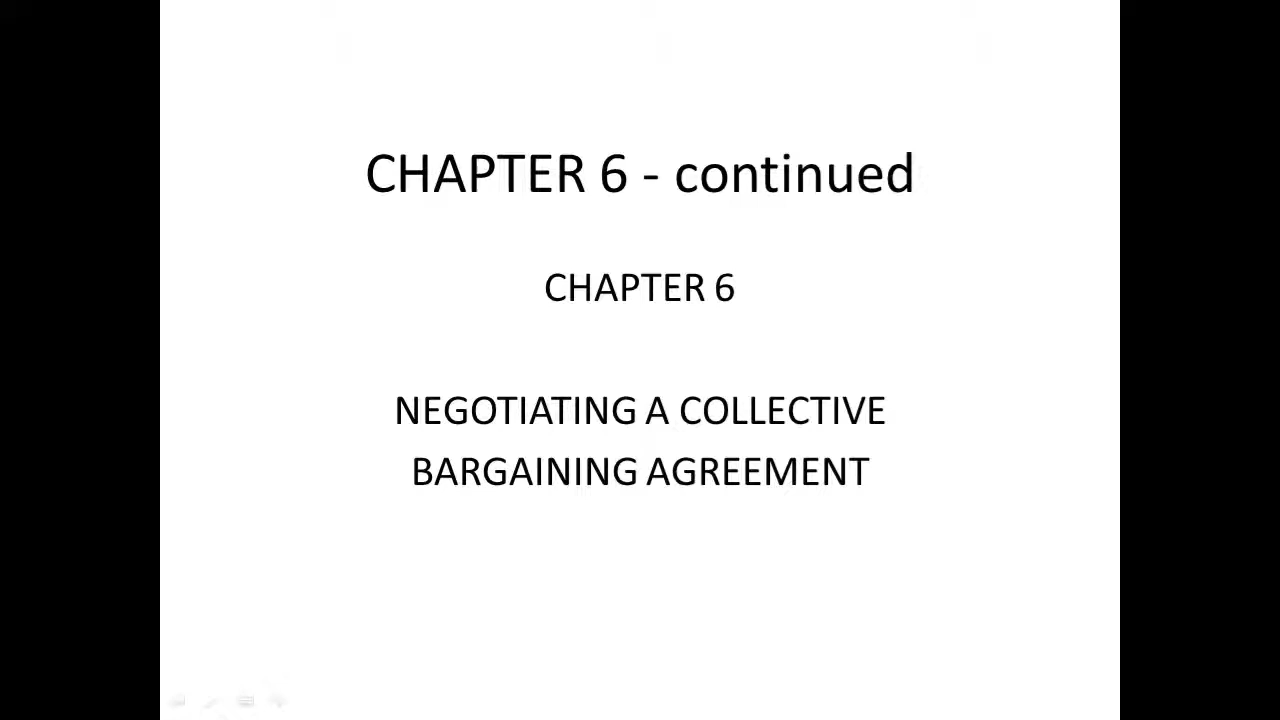 CHAPTER 6 - continued
CHAPTER 6
NEGOTIATING A COLLECTIVE
BARGAINING AGREEMENT